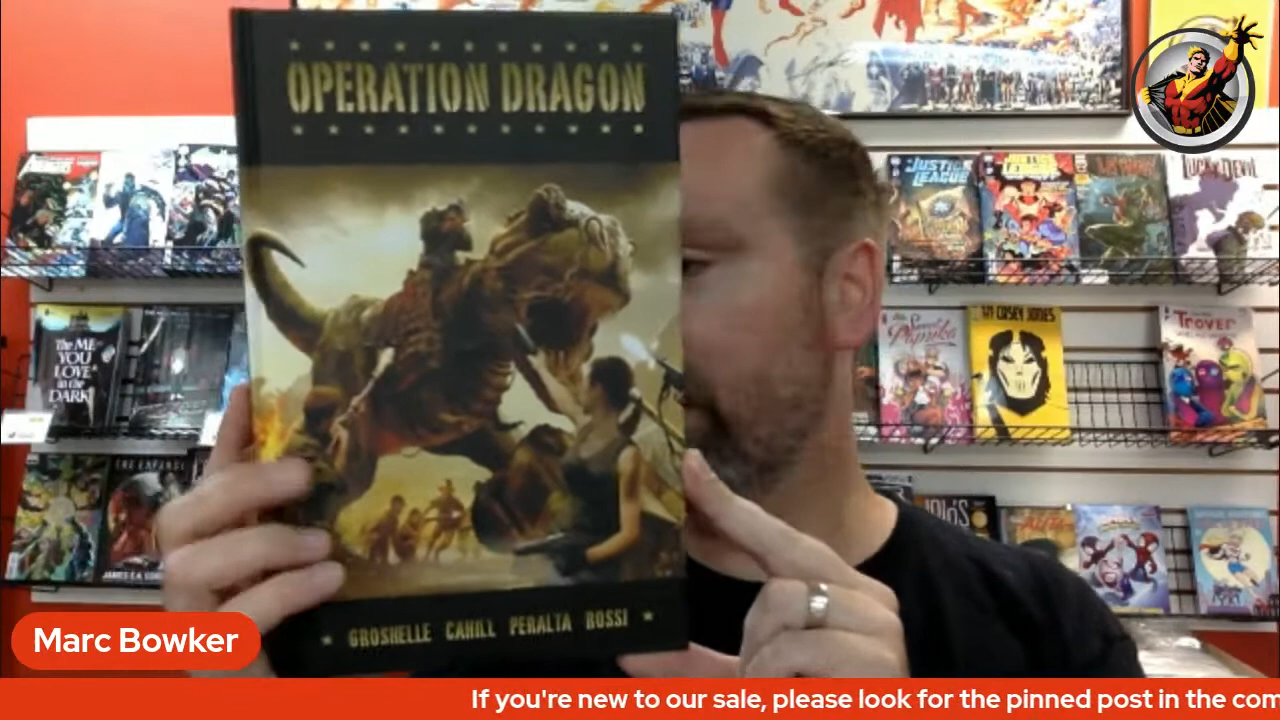 OPERATION DRAGON
GROSHELLE CAHILL PERALTA ROSSI
JUSTICE
LEAGUE
LUCKY DEVIL
The ME
YOU
LOVE
in the
DARK
CASEY JONES
TROVER
THE EXPANSE
Marc Bowker
If you're new to our sale, please look for the pinned post in the com